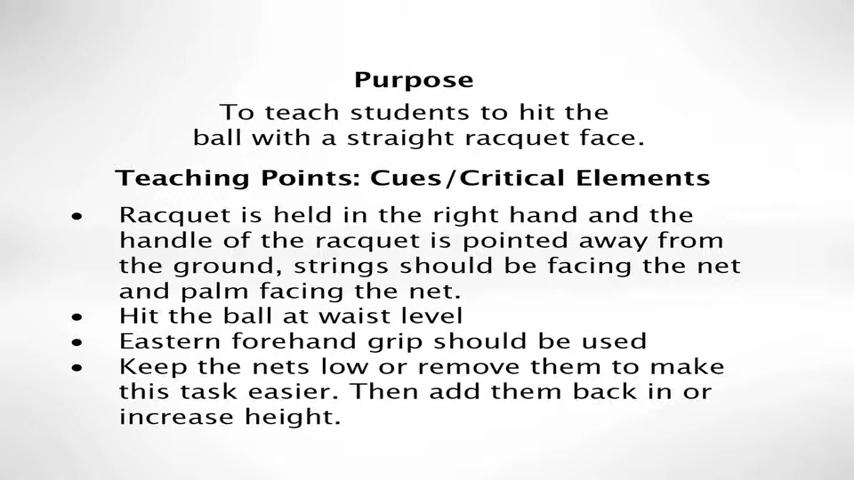 Purpose
To teach students to hit the
ball with a straight racquet face.
Teaching Points: Cues/Critical Elements
• Racquet is held in the right hand and the
handle of the racquet is pointed away from
the ground, strings should be facing the net
and palm facing the net.
• Hit the ball at waist level
• Eastern forehand grip should be used
• Keep the nets low or remove them to make
this task easier. Then add them back in or
increase height.